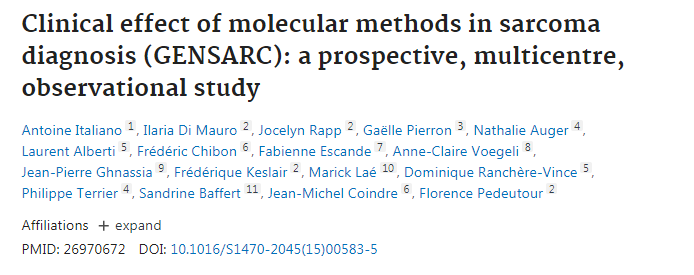 Clinical effect of molecular methods in sarcoma
diagnosis (GENSARC): a prospective, multicentre,
observational study
Antoine Italiano 1, Ilaria Di Mauro 2, Jocelyn Rapp 2, Gaëlle Pierron 3, Nathalie Auger 4,
Laurent Alberti 5, Frédéric Chibon 6, Fabienne Escande 7, Anne-Claire Voegeli 8,
Jean-Pierre Ghnassia 9, Frédérique Keslair 2, Marick Laé 10, Dominique Ranchère-Vince 5,
Philippe Terrier 4, Sandrine Baffert 11, Jean-Michel Coindre 6, Florence Pedeutour 2
Affiliations + expand
PMID: 26970672 DOI: 10.1016/S1470-2045(15)00583-5